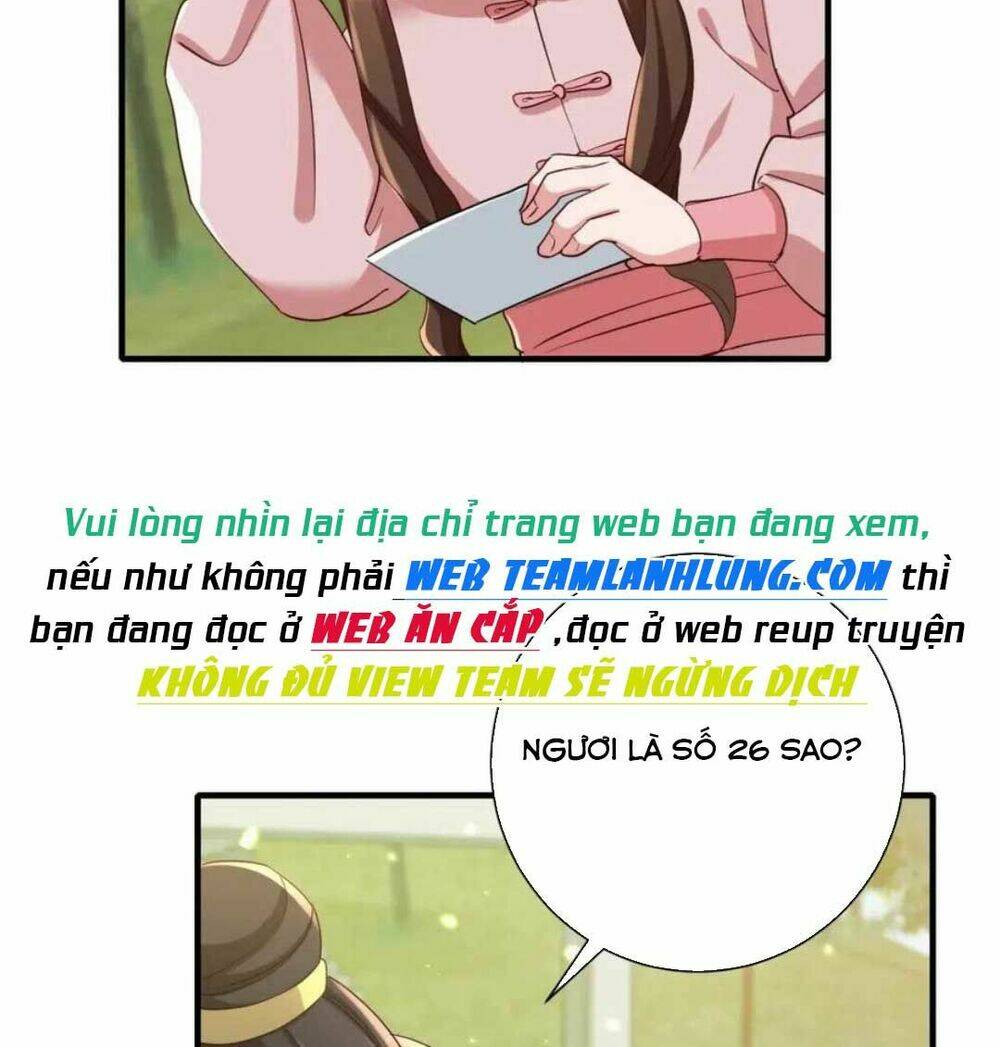 Vui lòng nhìn lại địa chỉ trang web bạn đang xem,
nếu như không phải WEB TEAMLANHLUNG.COM thì
bạn đang đọc ở WEB ĂN CẮP ,đọc ở web reup truyện
KHÔNG ĐỦ VIEW TEAM SẼ NGỪNG DỊCH
NGƯƠI LÀ SỐ 26 SAO?